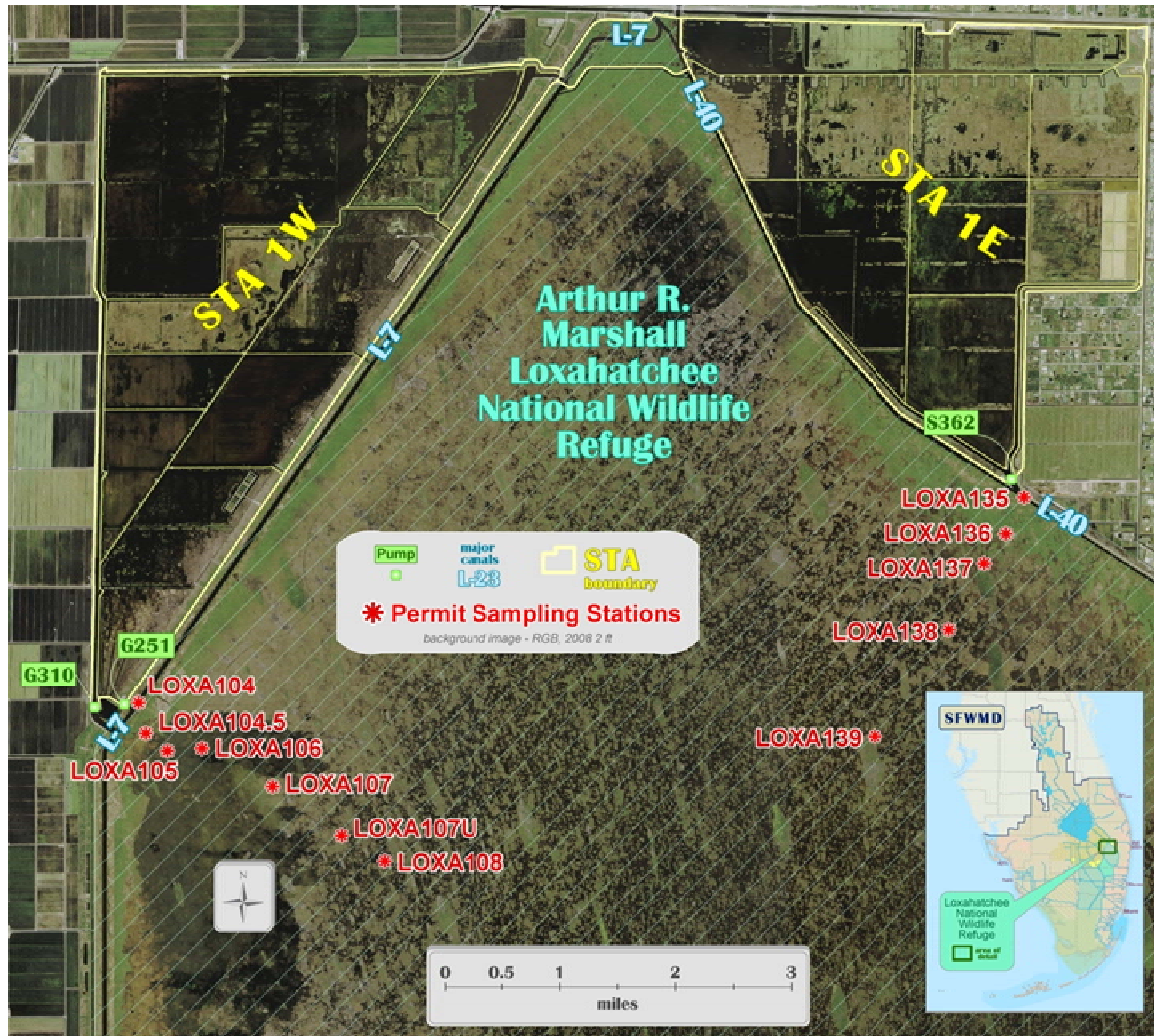 L-7
L-40
STA 1W
STA 1E
L-7
Arthur R.
Marshall
Loxahatchee
National Wildlife
Refuge
S362
LOXA135
L-40
LOXA136
LOXA137
LOXA138
LOXA139
Pump
major
canals
L-23
STA
boundary
Permit Sampling Stations
background image - RGB, 2008 2 ft
G251
G310
LOXA104
L-7
LOXA104.5
LOXA105
LOXA106
LOXA107
LOXA107U
LOXA108
N
0 0.5 1 2 3
miles
SFWMD
Loxahatchee
National
Wildlife
Refuge
area of
detail